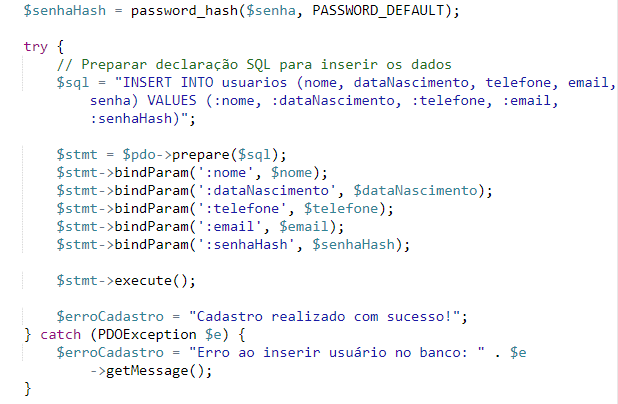 $senhaHash = password_hash($senha, PASSWORD_DEFAULT);
try {
// Preparar declaração SQL para inserir os dados
$sql = "INSERT INTO usuarios (nome, dataNascimento, telefone, email,
senha) VALUES (:nome, :dataNascimento, :telefone, :email,
:senhaHash)";
$stmt = $pdo->prepare($sql);
$stmt->bindParam(':nome', $nome);
$stmt->bindParam(':dataNascimento', $dataNascimento);
$stmt->bindParam(':telefone', $telefone);
$stmt->bindParam(':email', $email);
$stmt->bindParam(':senhaHash', $senhaHash);
$stmt->execute();
$erroCadastro = "Cadastro realizado com sucesso!";
} catch (PDOException $e) {
$erroCadastro = "Erro ao inserir usuário no banco: " . $e
->getMessage();
}